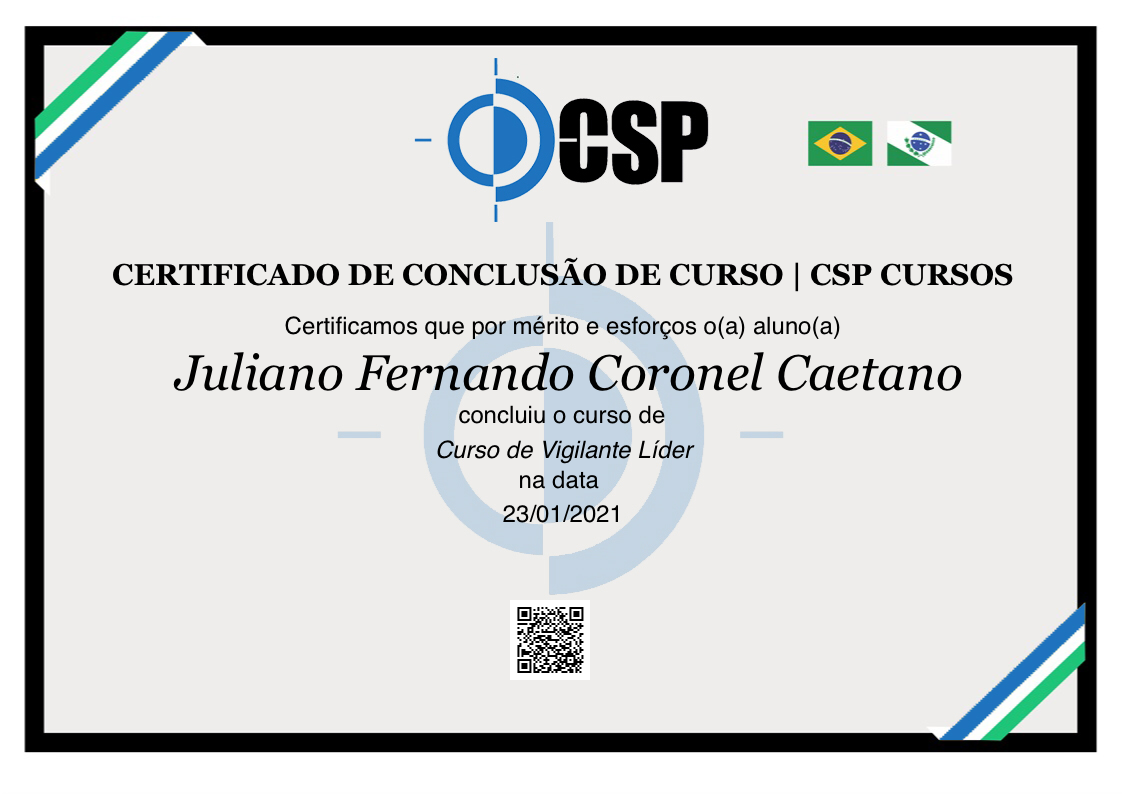 CSP
CERTIFICADO DE CONCLUSÃO DE CURSO | CSP CURSOS
Certificamos que por mérito e esforços o(a) aluno(a)
Juliano Fernando Coronel Caetano
concluiu o curso de
Curso de Vigilante Líder
na data
23/01/2021